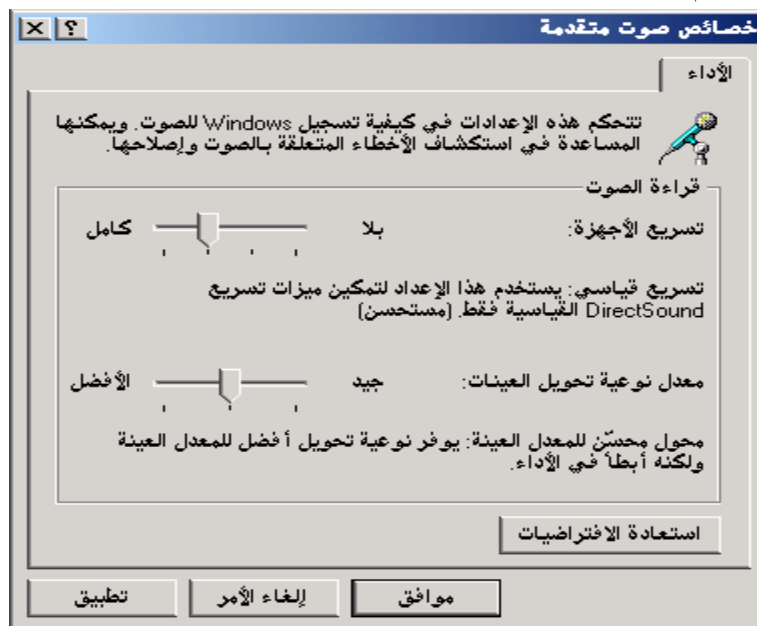 خصائص صوت متقدمة
الأداء
تتحكم هذه الإعدادات في كيفية تسجيل Windows للصوت. ويمكنها
المساعدة في استكشاف الأخطاء المتعلقة بالصوت وإصلاحها.
قراءة الصوت
تسريع الأجهزة: بلا كامل
تسريع قياسي: يستخدم هذا الإعداد لتمكين ميزات تسريع
DirectSound القياسية فقط. (مستحسن)
معدل نوعية تحويل العينات: جيد الأفضل
محول محسّن للمعدل العينة: يوفر نوعية تحويل أفضل للمعدل العينة
ولكنه أبطأ في الأداء.
استعادة الافتراضيات
موافق إلغاء الأمر تطبيق